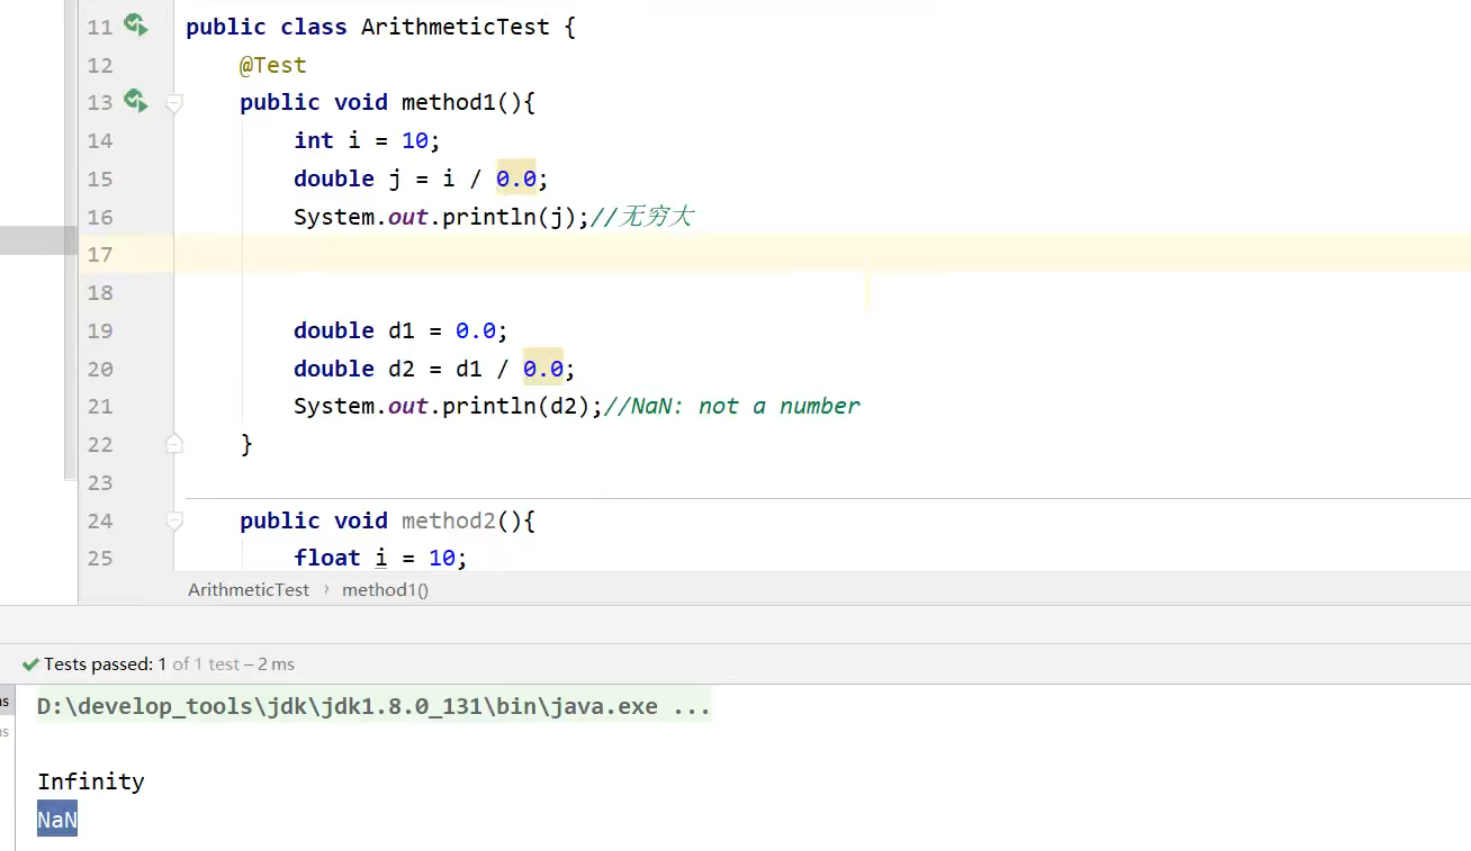 11 public class ArithmeticTest {
12 @Test
13 public void method1(){
14 int i = 10;
15 double j = i / 0.0;
16 System.out.println(j);//无穷大
17
18
19 double d1 = 0.0;
20 double d2 = d1 / 0.0;
21 System.out.println(d2);//NaN: not a number
22 }
23
24 public void method2(){
25 float i = 10;
ArithmeticTest › method1()
Tests passed: 1 of 1 test – 2 ms
D:\develop_tools\jdk\jdk1.8.0_131\bin\java.exe ...
Infinity
NaN